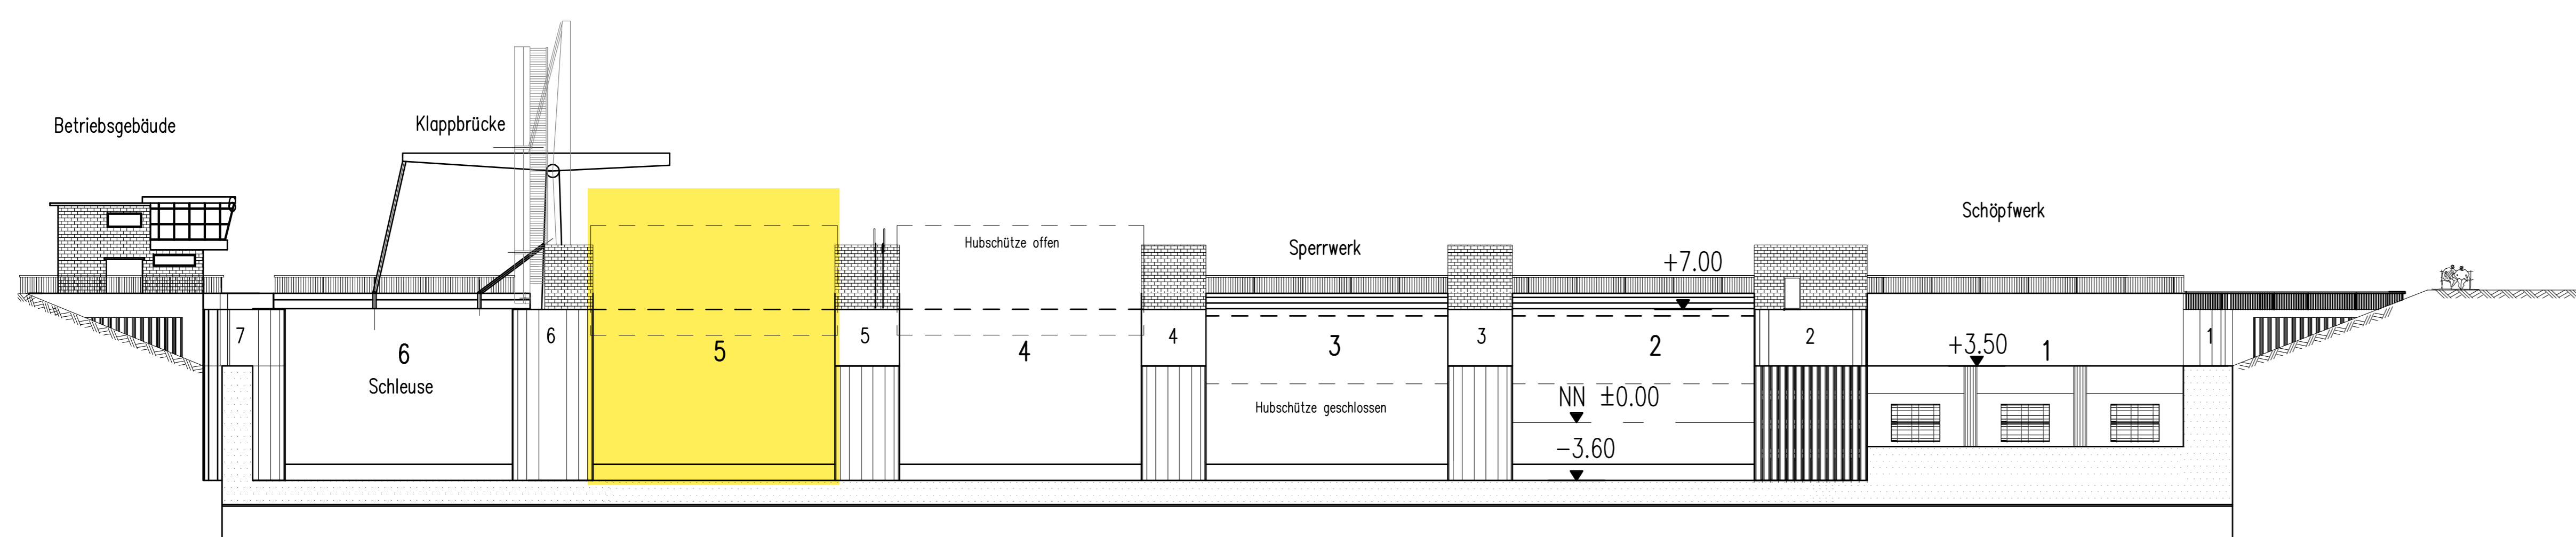 Betriebsgebäude
Klappbrücke
Schöpfwerk
Hubschütze offen
Sperrwerk
+7.00
7
6
Schleuse
6
5
5
4
4
3
3
2
2
+3.50
1
1
Hubschütze geschlossen
NN ±0.00
-3.60